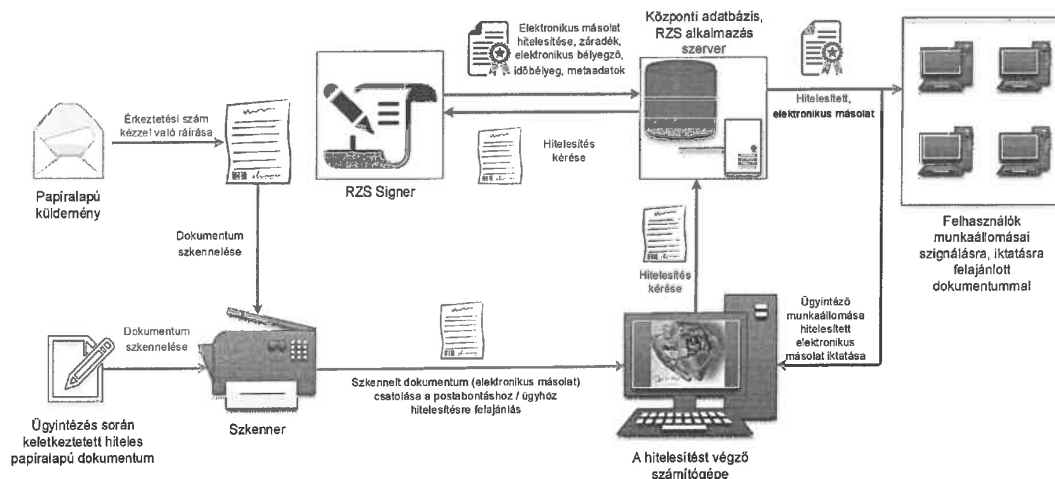 Elektronikus másolat
hitelesítése, záradék,
elektronikus bélyegző,
időbélyeg, metaadatok
Központi adatbázis,
RZS alkalmazás
szerver
Érkeztetési szám
kézzel való ráírása
Hitelesített,
elektronikus másolat
Papíralapú
küldemény
RZS Signer
Hitelesítés
kérése
Dokumentum
szkennelése
Hitelesítés
kérése
Felhasználók
munkaállomásai
szignálásra, iktatásra
felajánlott
dokumentummal
Dokumentum
szkennelése
Ügyintéző
munkaállomása
hitelesített
elektronikus
másolat iktatása
Szkennelt dokumentum (elektronikus másolat)
csatolása a postabontáshoz / ügyhöz
hitelesítésre felajánlás
Ügyintézés során
keletkeztetett hiteles
papíralapú dokumentum
Szkenner
A hitelesítést végző
számítógépe